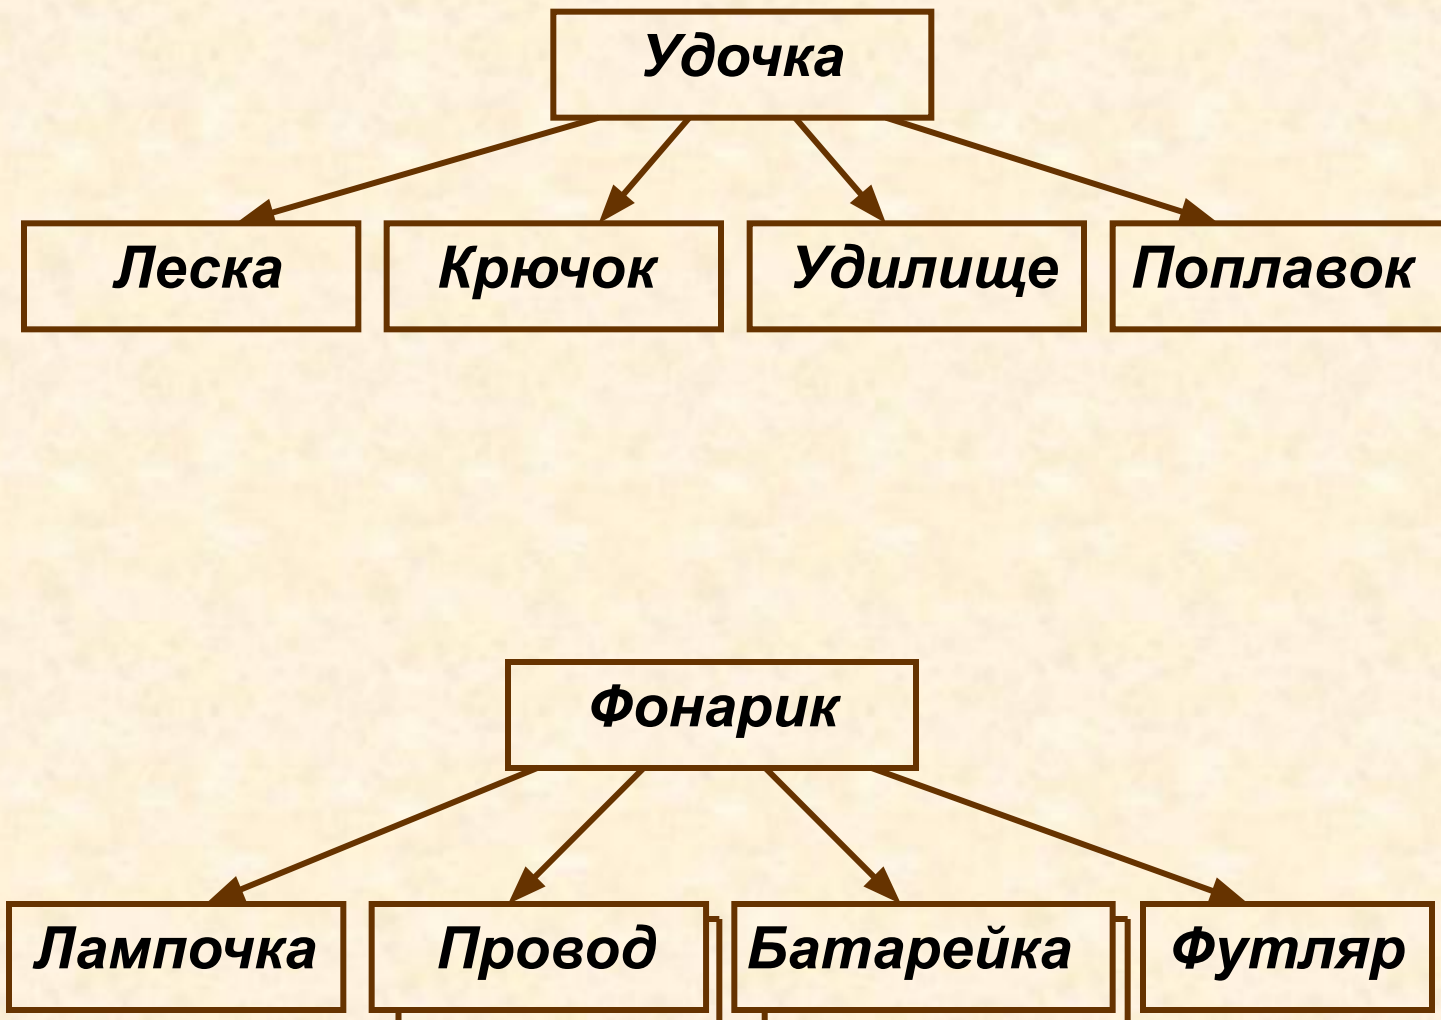 Удочка
Леска Крючок Удилище Поплавок
Фонарик
Лампочка Провод Батарейка Футляр